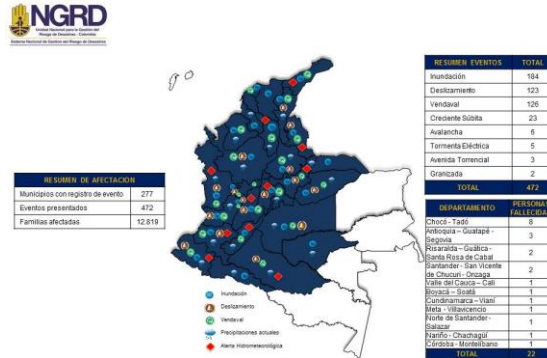 NGRD
Unidad Nacional para la Gestión del
Riesgo de Desastres - Colombia
Sistema Nacional de Gestión del Riesgo de Desastres
RESUMEN EVENTOS TOTAL
Inundación 184
Deslizamiento 123
Vendaval 126
Creciente Súbita 23
Avalancha 6
Tormenta Eléctrica 5
Avenida Torrencial 3
Granizada 2
TOTAL 472
RESUMEN DE AFECTACION
Municipios con registro de evento 277
Eventos presentados 472
Familias afectadas 12.819
DEPARTAMENTO PERSONAS FALLECIDAS
Chocó - Tadó 8
Antioquia – Guatapé - Segovia 3
Risaralda – Guática - Santa Rosa de Cabal 2
Santander - San Vicente de Chucurí - Onzaga 2
Valle del Cauca – Cali 1
Boyacá – Soatá 1
Cundinamarca – Vianí 1
Meta - Villavicencio 1
Norte de Santander - Salazar 1
Nariño - Chachagüí 1
Córdoba - Montelíbano 1
TOTAL 22
Inundación
Deslizamiento
Vendaval
Precipitaciones actuales
Alerta Hidrometeorológica